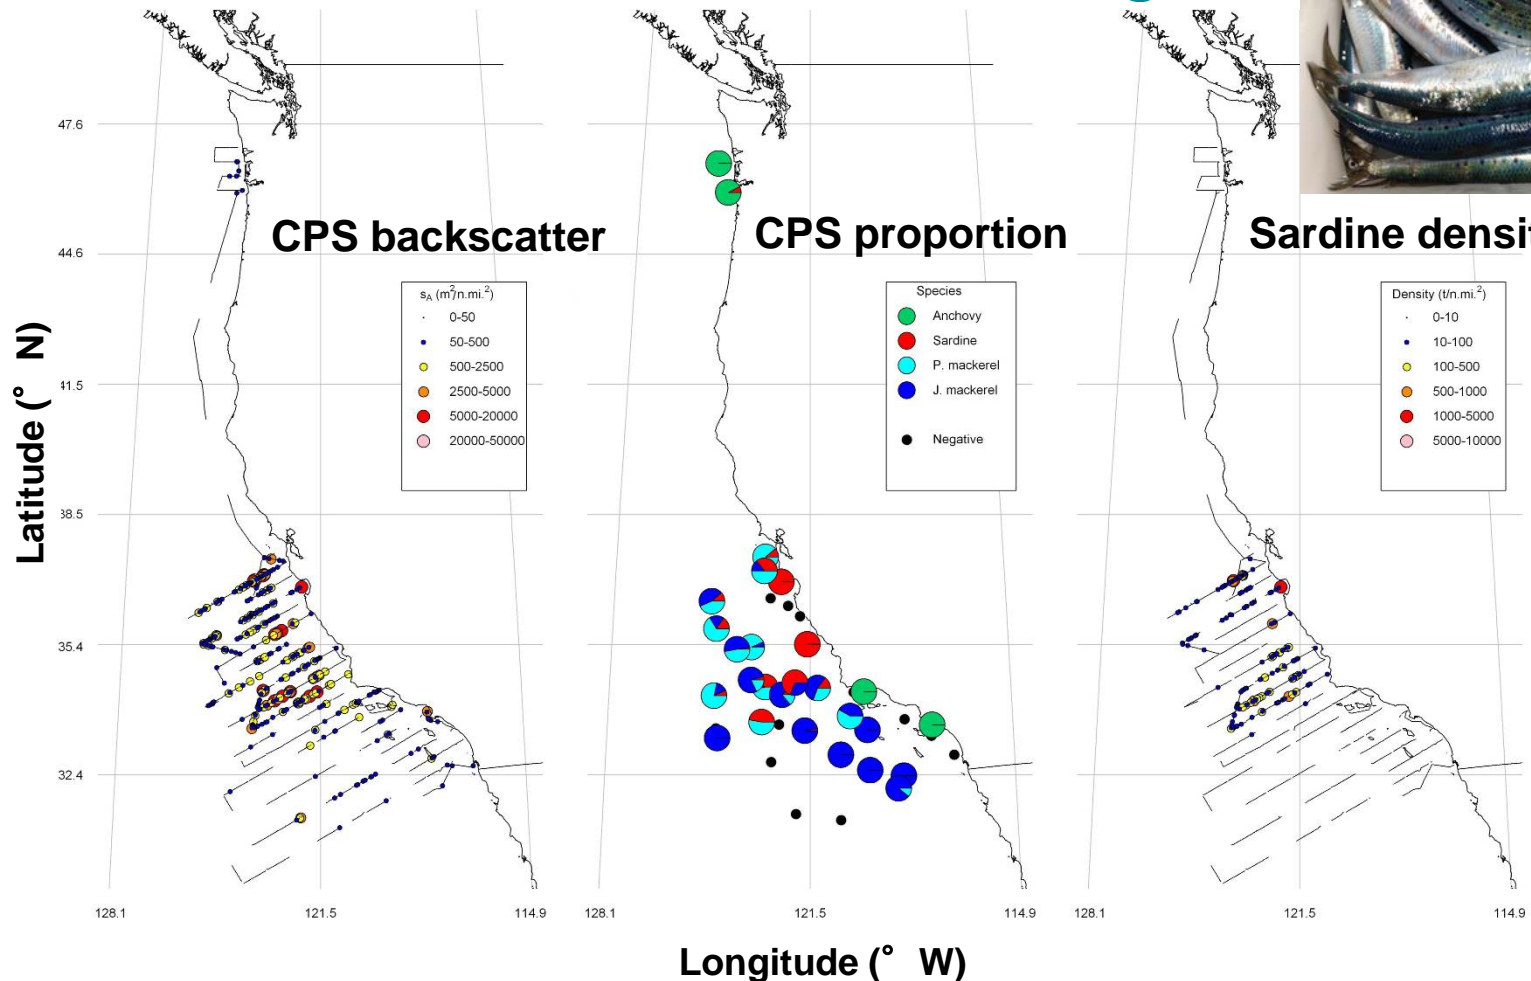 CPS backscatter
CPS proportion
Sardine densit
Latitude (° N)
Longitude (° W)
47.6
44.6
41.5
38.5
35.4
32.4
128.1
121.5
114.9
128.1
121.5
114.9
128.1
121.5
114.9
sA (m²/n.mi.²)
0-50
50-500
500-2500
2500-5000
5000-20000
20000-50000
Species
Anchovy
Sardine
P. mackerel
J. mackerel
Negative
Density (t/n.mi.²)
0-10
10-100
100-500
500-1000
1000-5000
5000-10000